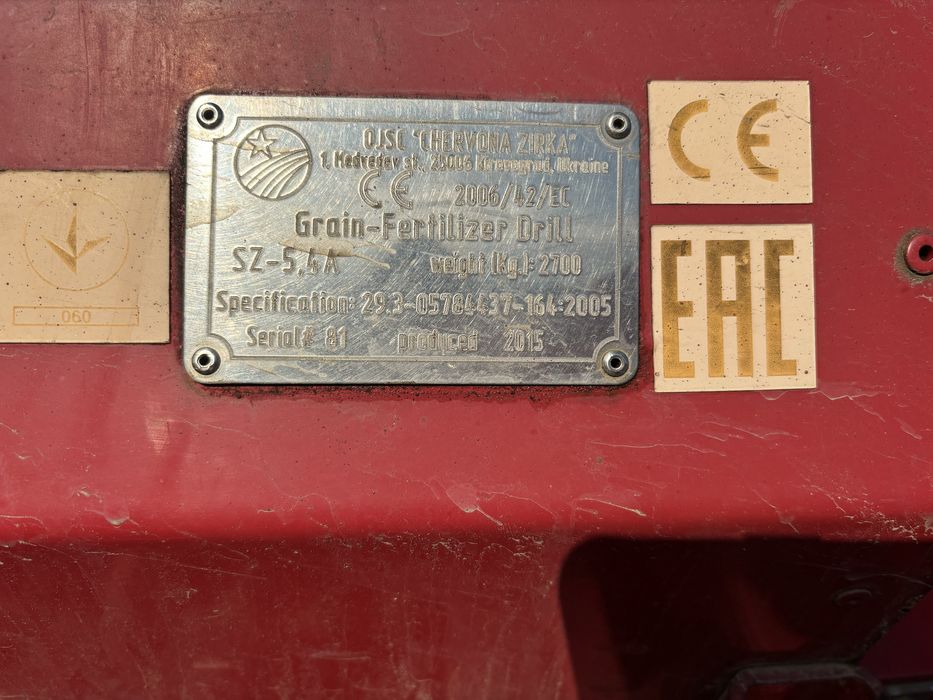 OJSC "CHERVONA ZIRKA"
1, Medvedev st., 25006 Kirovograd, Ukraine
CE 2006/42/EC
Grain-Fertilizer Drill
SZ-5,4 A weight (kg.): 2700
Specification: 29.3-05784437-164:2005
Serial# 81 produced 2015
CE
EAC
060